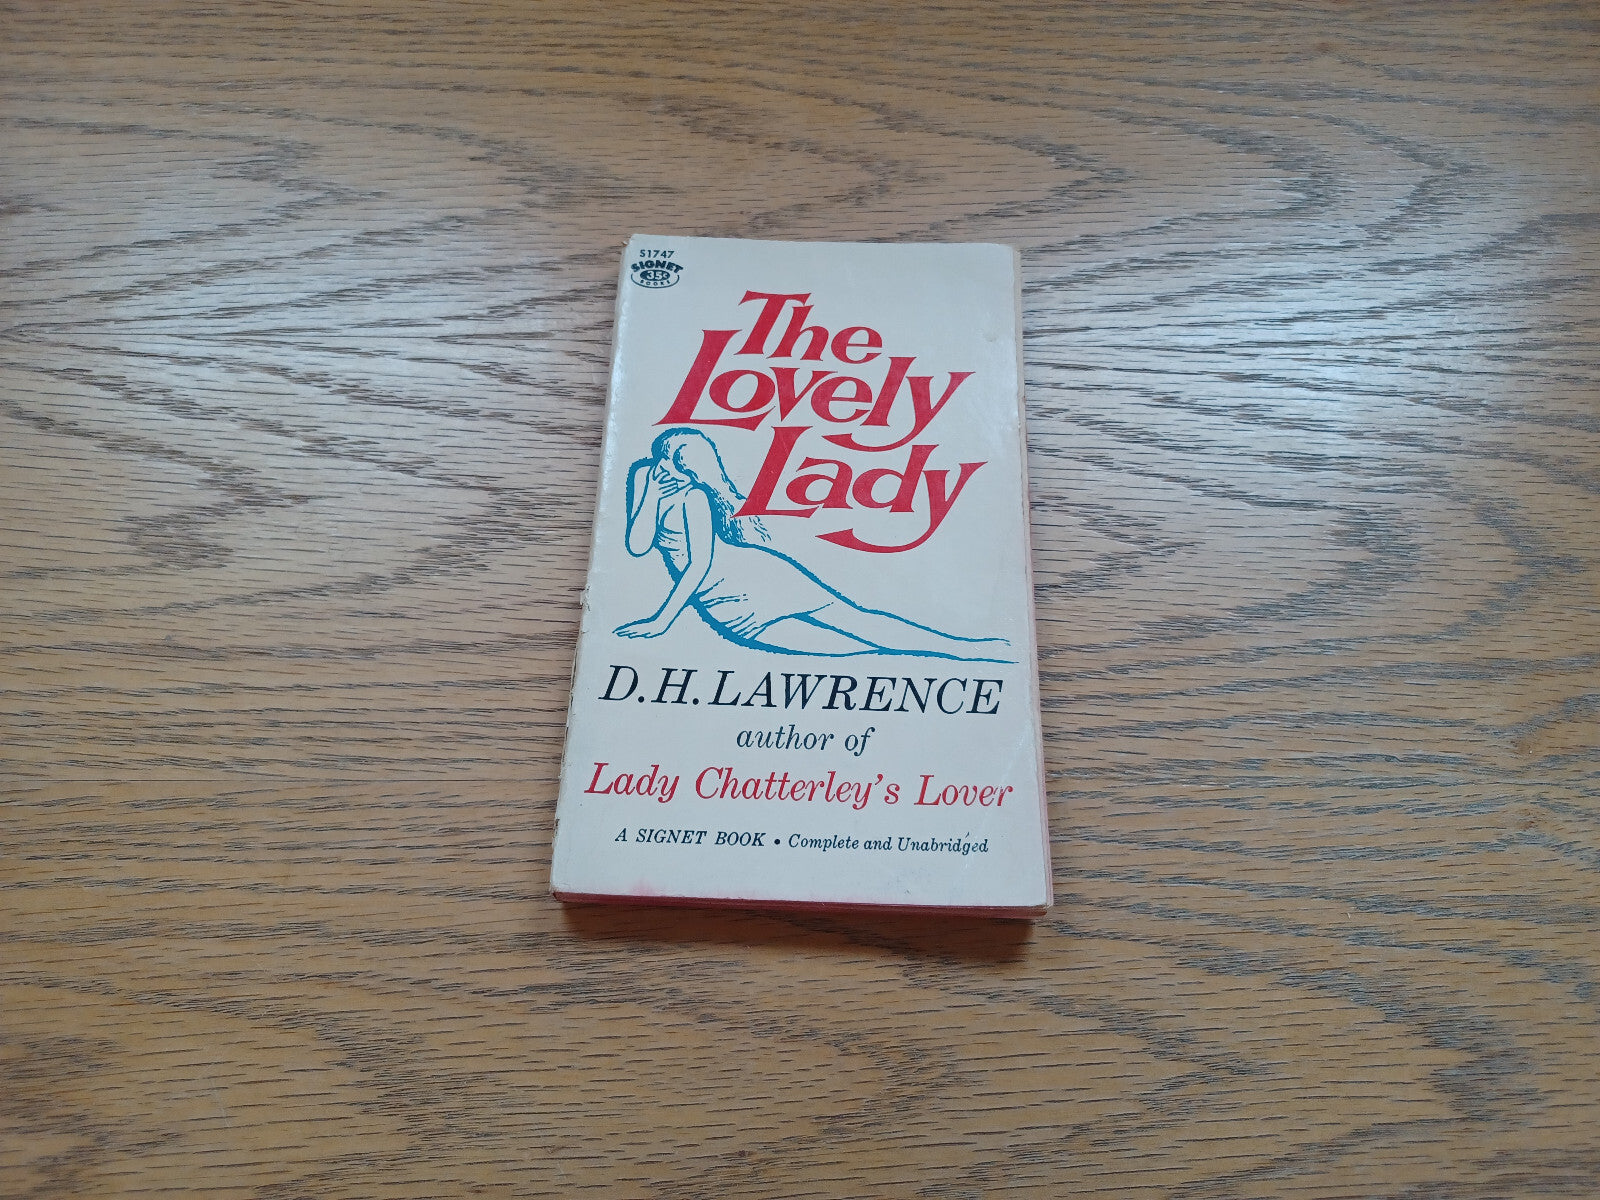 S1747
SIGNET
35¢
BOOKS
The
Lovely
Lady
D.H. LAWRENCE
author of
Lady Chatterley's Lover
A SIGNET BOOK • Complete and Unabridged